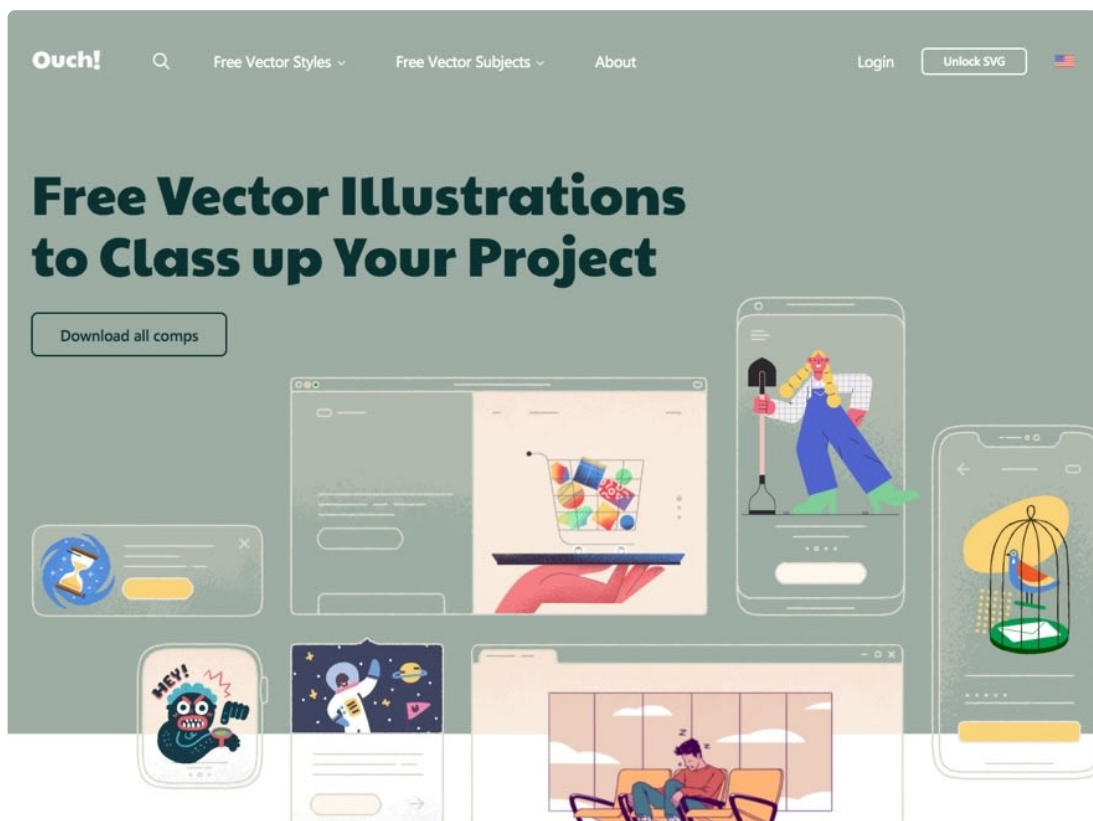 Ouch!
Free Vector Styles
Free Vector Subjects
About
Login
Unlock SVG
Free Vector Illustrations
to Class up Your Project
Download all comps
HEY!
z
z
z